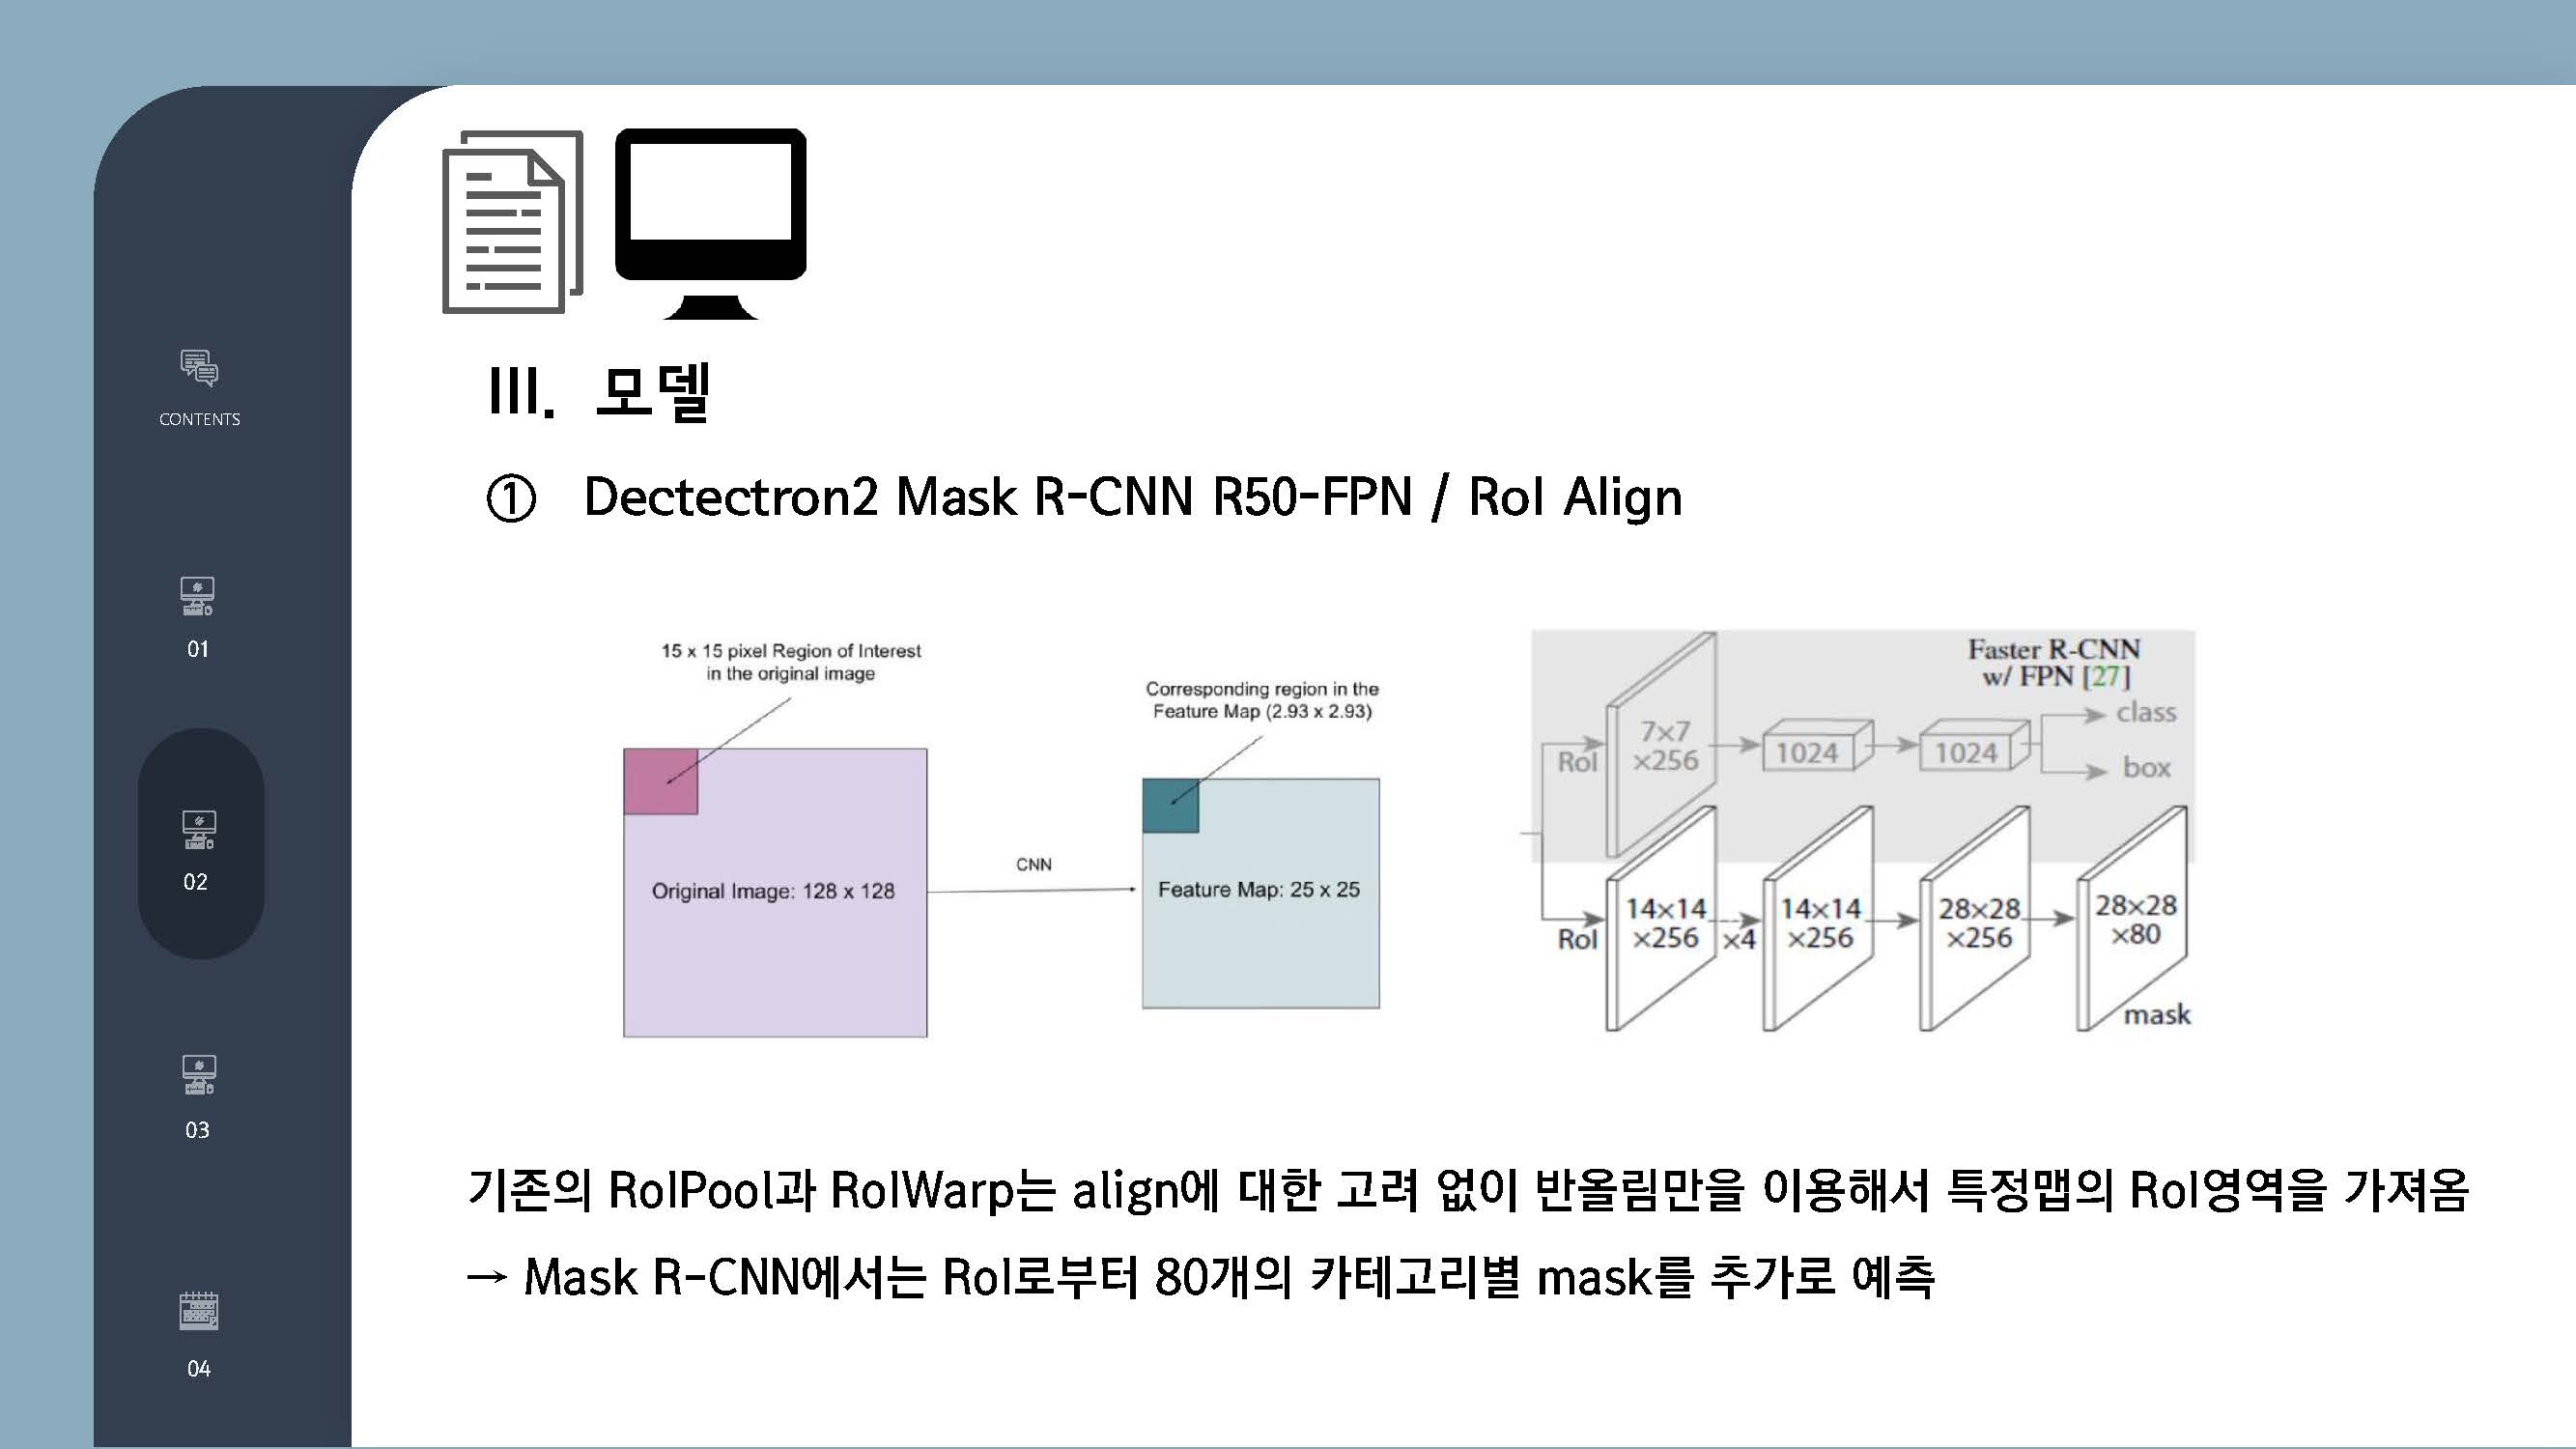 CONTENTS
01
02
03
04
III. 모델
① Dectectron2 Mask R-CNN R50-FPN / RoI Align
15 x 15 pixel Region of Interest
in the original image
Original Image: 128 x 128
CNN
Corresponding region in the
Feature Map (2.93 x 2.93)
Feature Map: 25 x 25
Faster R-CNN
w/ FPN [27]
RoI
7×7
×256
1024
1024
class
box
RoI
14×14
×256
×4
14×14
×256
28×28
×256
28×28
×80
mask
기존의 RoIPool과 RoIWarp는 align에 대한 고려 없이 반올림만을 이용해서 특정맵의 RoI영역을 가져옴
→ Mask R-CNN에서는 RoI로부터 80개의 카테고리별 mask를 추가로 예측